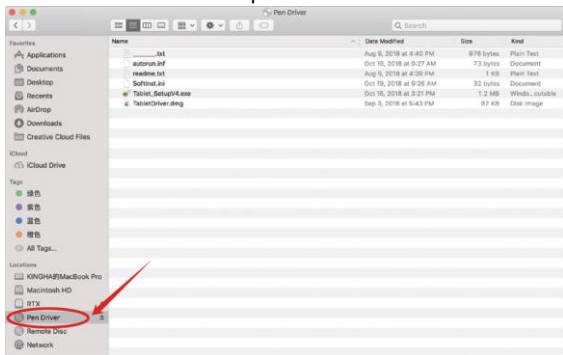 Pen Driver
Search
Favorites
Applications
Documents
Desktop
Recents
AirDrop
Downloads
Creative Cloud Files
iCloud
iCloud Drive
Tags
绿色
紫色
蓝色
橙色
All Tags...
Locations
KINGHA的MacBook Pro
Macintosh HD
RTX
Pen Driver
Remote Disc
Network
Name Date Modified Size Kind
.txt Aug 9, 2018 at 4:40 PM 976 bytes Plain Text
autorun.inf Oct 19, 2018 at 9:27 AM 73 bytes Document
readme.txt Aug 9, 2018 at 4:39 PM 1 KB Plain Text
SoftInst.ini Oct 19, 2018 at 9:26 AM 32 bytes Document
Tablet_SetupV4.exe Oct 15, 2018 at 3:21 PM 1.2 MB Windo...cutable
TabletDriver.dmg Sep 3, 2018 at 5:43 PM 87 KB Disk Image